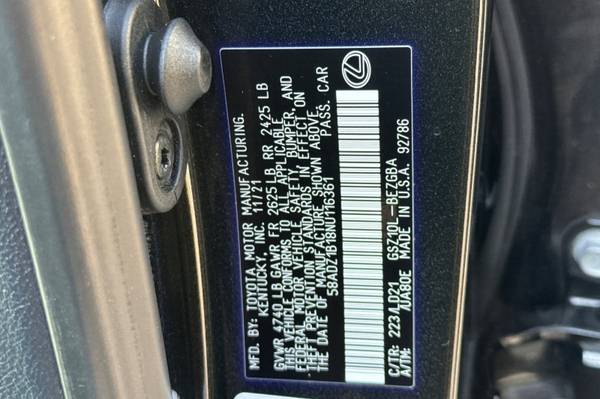 MFD. BY: TOYOTA MOTOR MANUFACTURING.
KENTUCKY, INC. 11/21
GVWR 4740 LB GAWR FR 2625 LB RR 2425 LB
THIS VEHICLE CONFORMS TO ALL APPLICABLE
FEDERAL MOTOR VEHICLE SAFETY, BUMPER, AND
THEFT PREVENTION STANDARDS IN EFFECT ON
THE DATE OF MANUFACTURE SHOWN ABOVE.
58ADZ1B18NU116361 PASS. CAR
C/TR: 223/LD21 GSZ10L-BEZGBA
A/TM: /UA80E MADE IN U.S.A. 92786